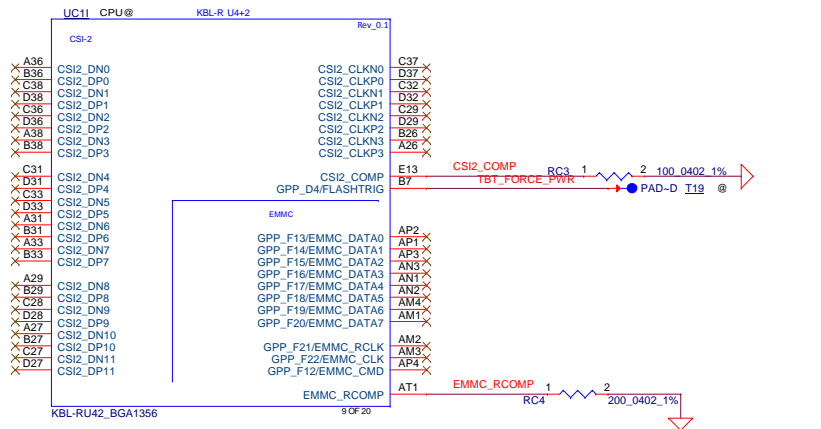 UC1I CPU@ KBL-R U4+2
Rev_0.1
CSI-2
A36 CSI2_DN0 CSI2_CLKN0 C37
B36 CSI2_DP0 CSI2_CLKP0 D37
C38 CSI2_DN1 CSI2_CLKN1 C32
D38 CSI2_DP1 CSI2_CLKP1 D32
C36 CSI2_DN2 CSI2_CLKN2 C29
D36 CSI2_DP2 CSI2_CLKP2 D29
A38 CSI2_DN3 CSI2_CLKN3 B26
B38 CSI2_DP3 CSI2_CLKP3 A26
C31 CSI2_DN4 CSI2_COMP E13 CSI2_COMP RC3 1 2 100_0402_1%
D31 CSI2_DP4 GPP_D4/FLASHTRIG B7 TBT_FORCE_PWR PAD~D T19 @
C33 CSI2_DN5
D33 CSI2_DP5
A31 CSI2_DN6 EMMC
B31 CSI2_DP6 GPP_F13/EMMC_DATA0 AP2
A33 CSI2_DN7 GPP_F14/EMMC_DATA1 AP1
B33 CSI2_DP7 GPP_F15/EMMC_DATA2 AP3
GPP_F16/EMMC_DATA3 AN3
A29 CSI2_DN8 GPP_F17/EMMC_DATA4 AN1
B29 CSI2_DP8 GPP_F18/EMMC_DATA5 AN2
C28 CSI2_DN9 GPP_F19/EMMC_DATA6 AM4
D28 CSI2_DP9 GPP_F20/EMMC_DATA7 AM1
A27 CSI2_DN10
B27 CSI2_DP10 GPP_F21/EMMC_RCLK AM2
C27 CSI2_DN11 GPP_F22/EMMC_CLK AM3
D27 CSI2_DP11 GPP_F12/EMMC_CMD AP4
EMMC_RCOMP AT1 EMMC_RCOMP 1 2
RC4 200_0402_1%
KBL-RU42_BGA1356 9 OF 20